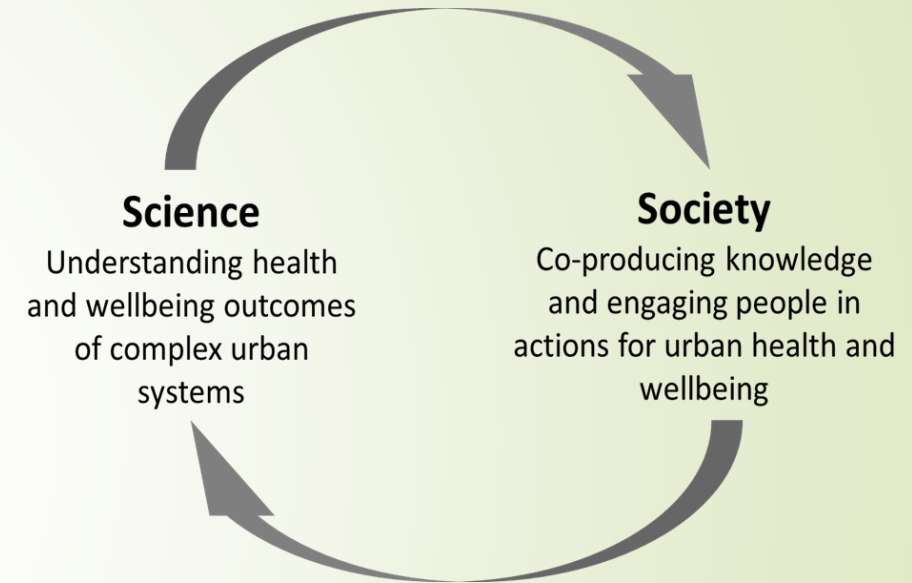 Science
Understanding health
and wellbeing outcomes
of complex urban
systems
Society
Co-producing knowledge
and engaging people in
actions for urban health and
wellbeing